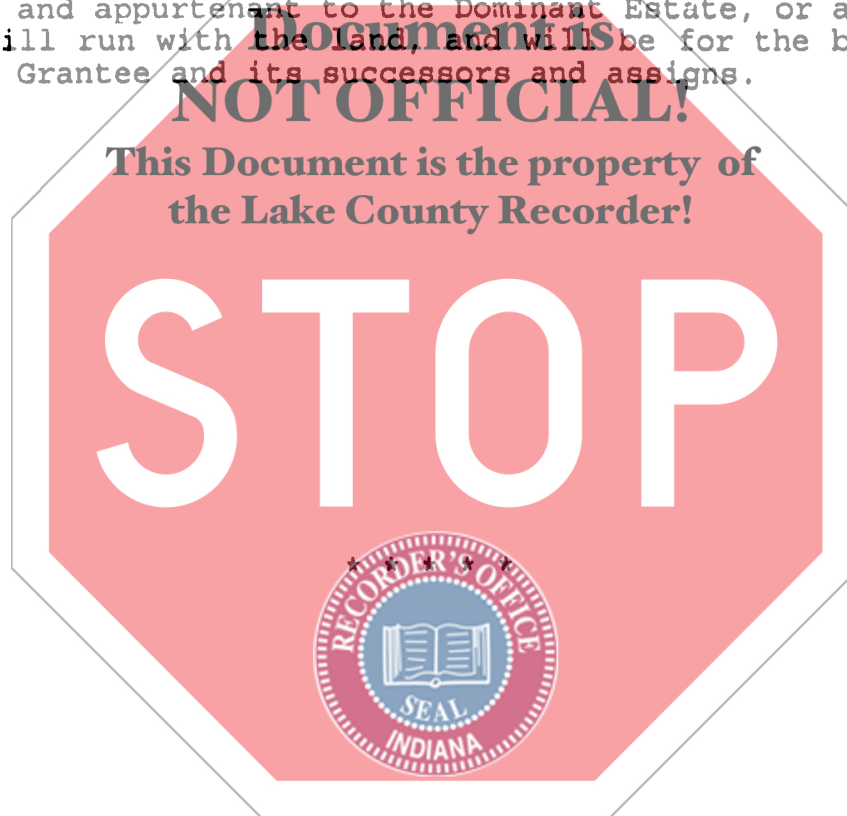 and appurtenant to the Dominant Estate, or a
ill run with the land, and will be for the b
Grantee and its successors and assigns.
Document is
NOT OFFICIAL!
This Document is the property of
the Lake County Recorder!
STOP
* * * * *
RECORDER'S OFFICE
SEAL
INDIANA